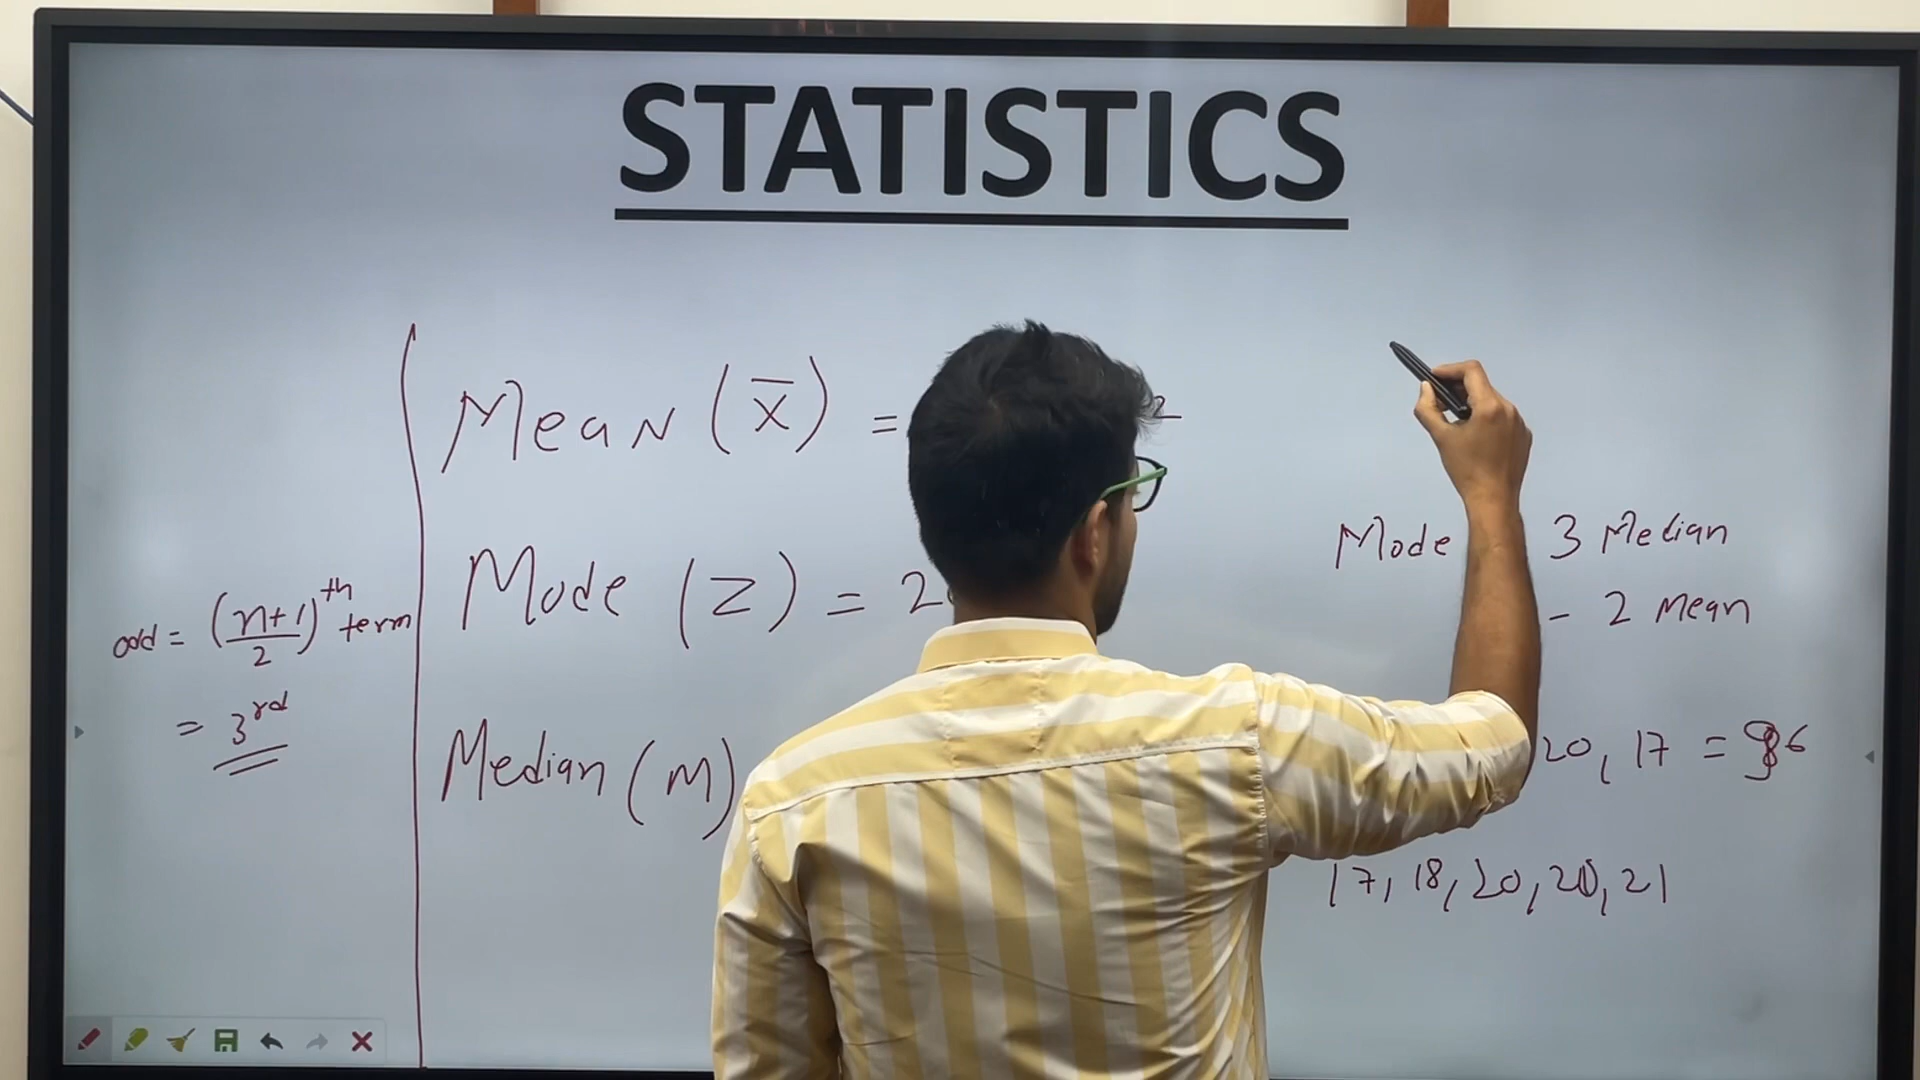 STATISTICS
Mean (x̄) =
Mode (Z) = 2
Median (M)
odd = (n+1/2)th term
= 3rd
Mode 3 Median
- 2 Mean
20, 17 =
17, 18, 20, 20, 21